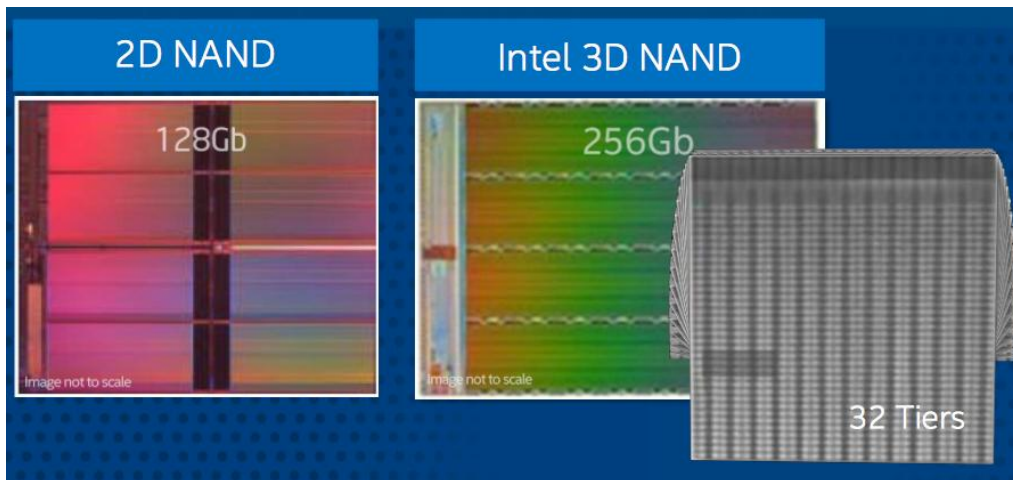 2D NAND
128Gb
Image not to scale
Intel 3D NAND
256Gb
Image not to scale
32 Tiers